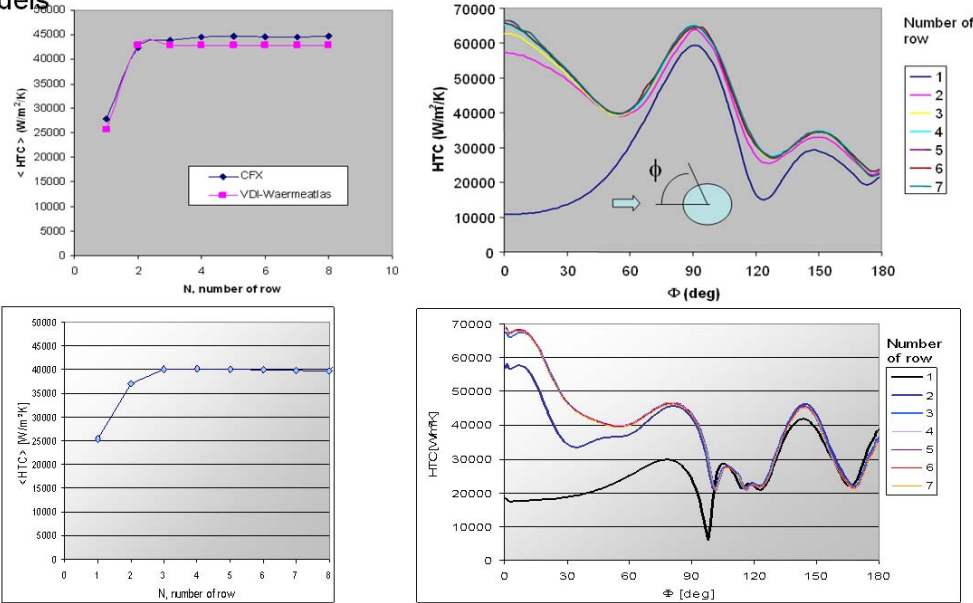 dels
50000
45000
40000
35000
30000
25000
20000
15000
10000
5000
0
< HTC > (W/m²/K)
CFX
VDI-Waermeatlas
0 2 4 6 8 10
N, number of row
70000
60000
50000
40000
30000
20000
10000
0
HTC (W/m²/K)
ϕ
0 30 60 90 120 150 180
Φ (deg)
Number of
row
1
2
3
4
5
6
7
50000
45000
40000
35000
30000
25000
20000
15000
10000
5000
0
<HTC> [W/m²K]
0 1 2 3 4 5 6 7 8
N, number of row
70000
60000
50000
40000
30000
20000
10000
0
HTC[W/m²K]
0 30 60 90 120 150 180
Φ [deg]
Number
of row
1
2
3
4
5
6
7